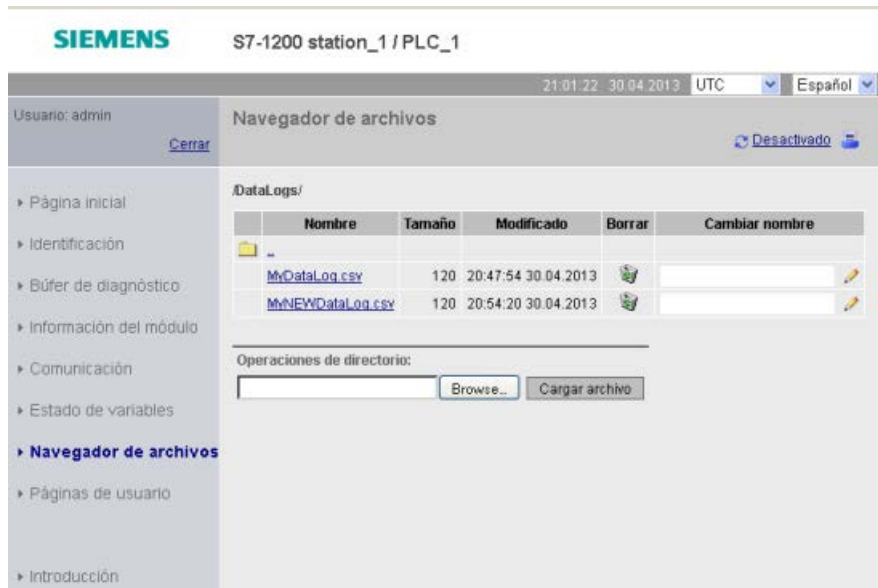 SIEMENS
S7-1200 station_1 / PLC_1
21:01:22 30.04.2013 UTC Español
Usuario: admin
Cerrar
Navegador de archivos
Desactivado
Página inicial
Identificación
Búfer de diagnóstico
Información del módulo
Comunicación
Estado de variables
Navegador de archivos
Páginas de usuario
Introducción
/DataLogs/
Nombre Tamaño Modificado Borrar Cambiar nombre
..
MyDataLog.csv 120 20:47:54 30.04.2013
MyNEWDataLog.csv 120 20:54:20 30.04.2013
Operaciones de directorio:
Browse... Cargar archivo